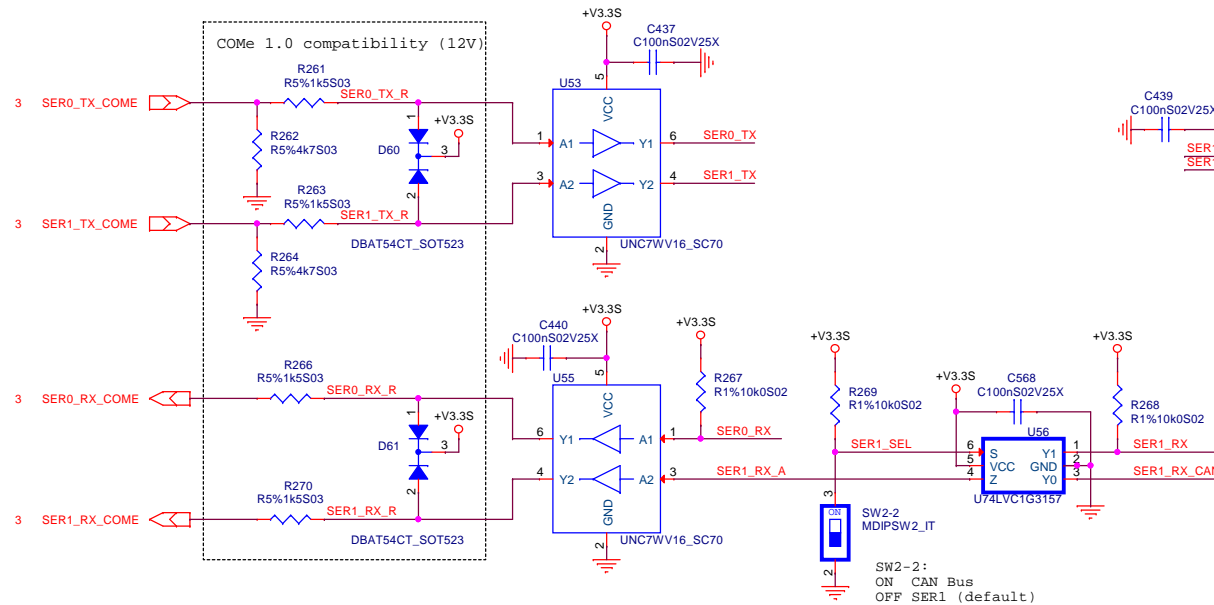 +V3.3S
C437
C100nS02V25X
COMe 1.0 compatibility (12V)
R261
R5%1k5S03
U53
5
VCC
C439
C100nS02V25X
3 SER0_TX_COME
SER0_TX_R
1
+V3.3S
R262
R5%4k7S03
D60
3
1 A1 Y1 6 SER0_TX
SER1
SER1
R263
R5%1k5S03
2
3 A2 Y2 4 SER1_TX
3 SER1_TX_COME
SER1_TX_R
GND
2
DBAT54CT_SOT523
UNC7WV16_SC70
R264
R5%4k7S03
+V3.3S
C440
C100nS02V25X
+V3.3S
+V3.3S
+V3.3S
R266
R5%1k5S03
U55
5
VCC
R267
R1%10k0S02
R269
R1%10k0S02
+V3.3S
C568
C100nS02V25X
R268
R1%10k0S02
3 SER0_RX_COME
SER0_RX_R
1
+V3.3S
D61
3
6 Y1 A1 1 SER0_RX
U56
SER1_SEL
6 S Y1 1 SER1_RX
5 VCC GND 2
2
4 Y2 A2 3 SER1_RX_A
4 Z Y0 3 SER1_RX_CAN
U74LVC1G3157
R270
R5%1k5S03
3 SER1_RX_COME
SER1_RX_R
GND
2
DBAT54CT_SOT523
UNC7WV16_SC70
3
ON
SW2-2
MDIPSW2_IT
2
SW2-2:
ON CAN Bus
OFF SER1 (default)